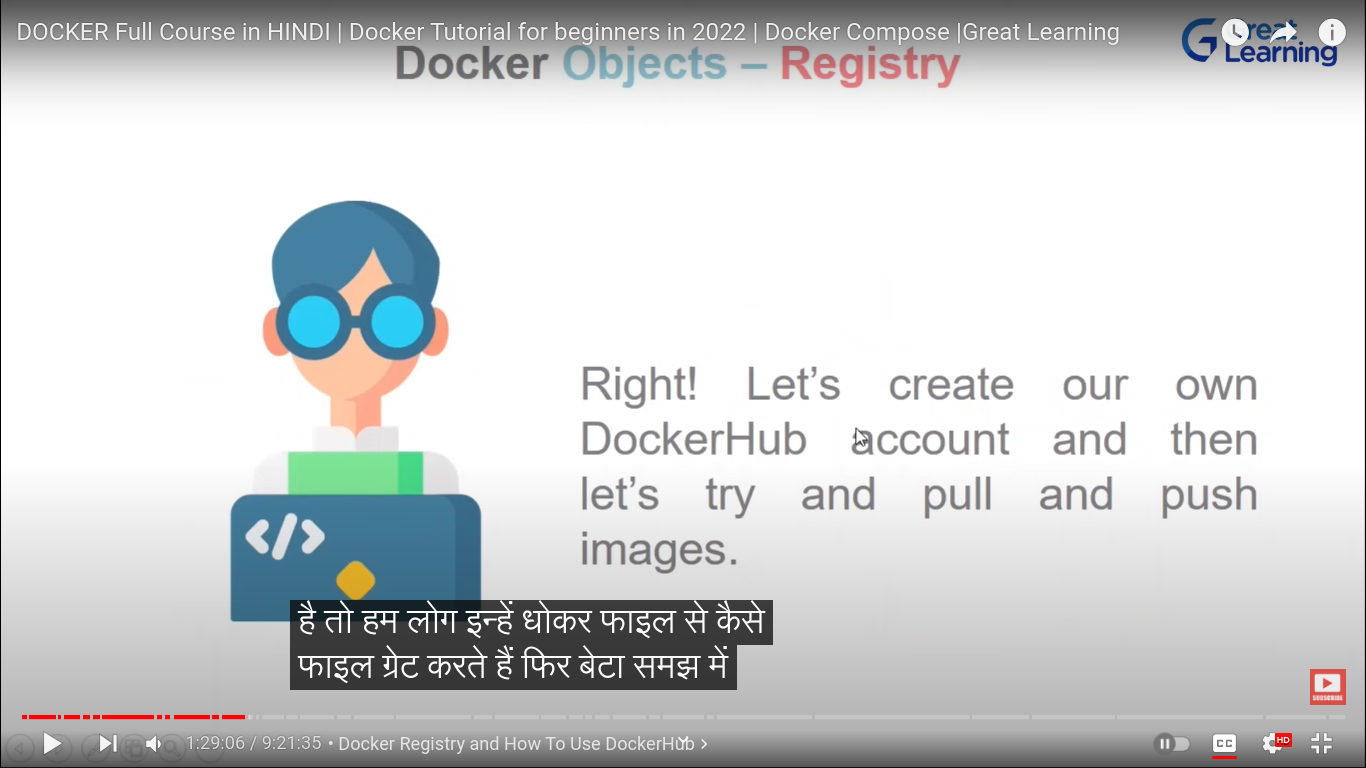 DOCKER Full Course in HINDI | Docker Tutorial for beginners in 2022 | Docker Compose |Great Learning
Great
Learning
Docker Objects – Registry
Right! Let’s create our own
DockerHub account and then
let’s try and pull and push
images.
</>
है तो हम लोग इन्हें धोकर फाइल से कैसे
फाइल ग्रेट करते हैं फिर बेटा समझ में
SUBSCRIBE
1:29:06 / 9:21:35 • Docker Registry and How To Use DockerHub
CC
HD